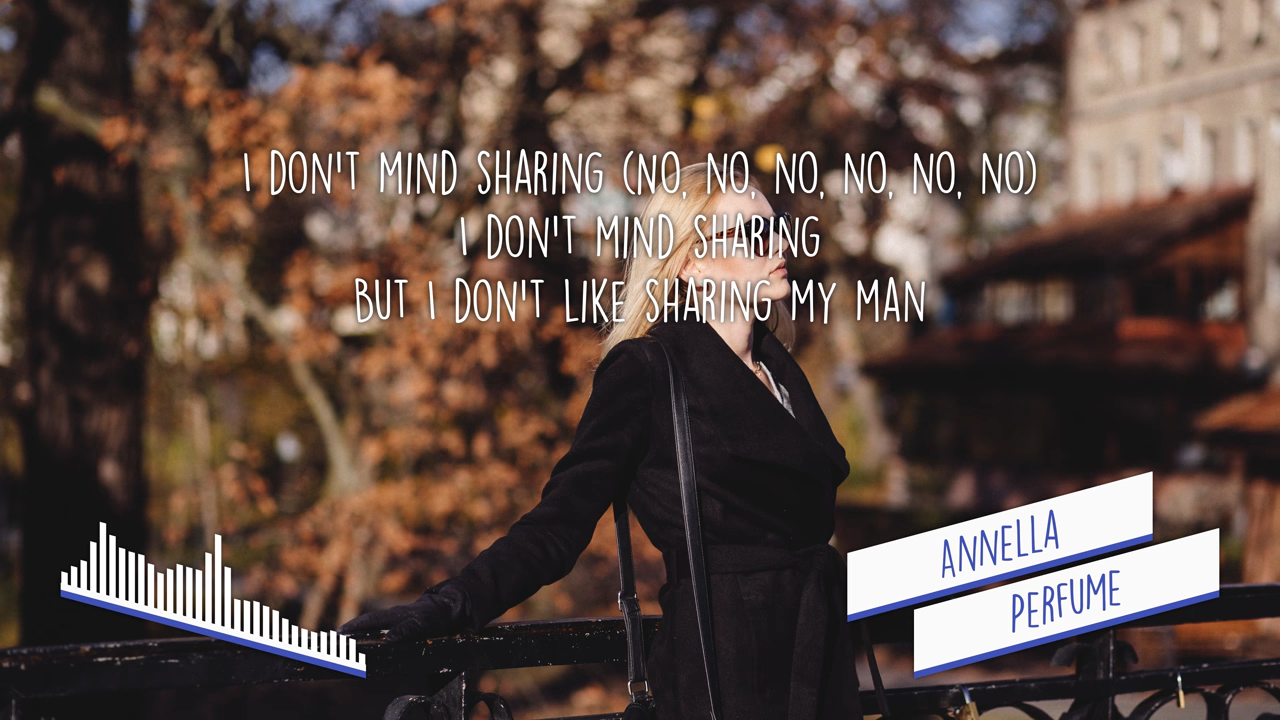 I DON'T MIND SHARING (NO, NO, NO, NO, NO, NO)
I DON'T MIND SHARING
BUT I DON'T LIKE SHARING MY MAN
ANNELLA
PERFUME